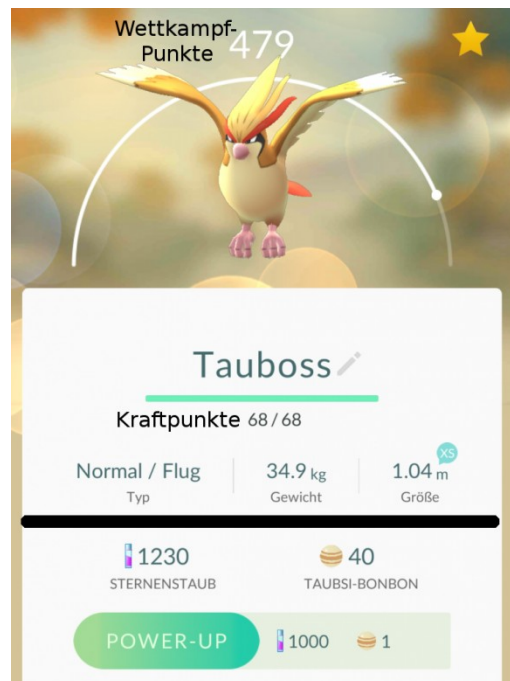 Wettkampf-
Punkte 479
Tauboss
Kraftpunkte 68/68
Normal / Flug 34.9 kg 1.04 m XS
Typ Gewicht Größe
1230 40
STERNENSTAUB TAUBSI-BONBON
POWER-UP 1000 1